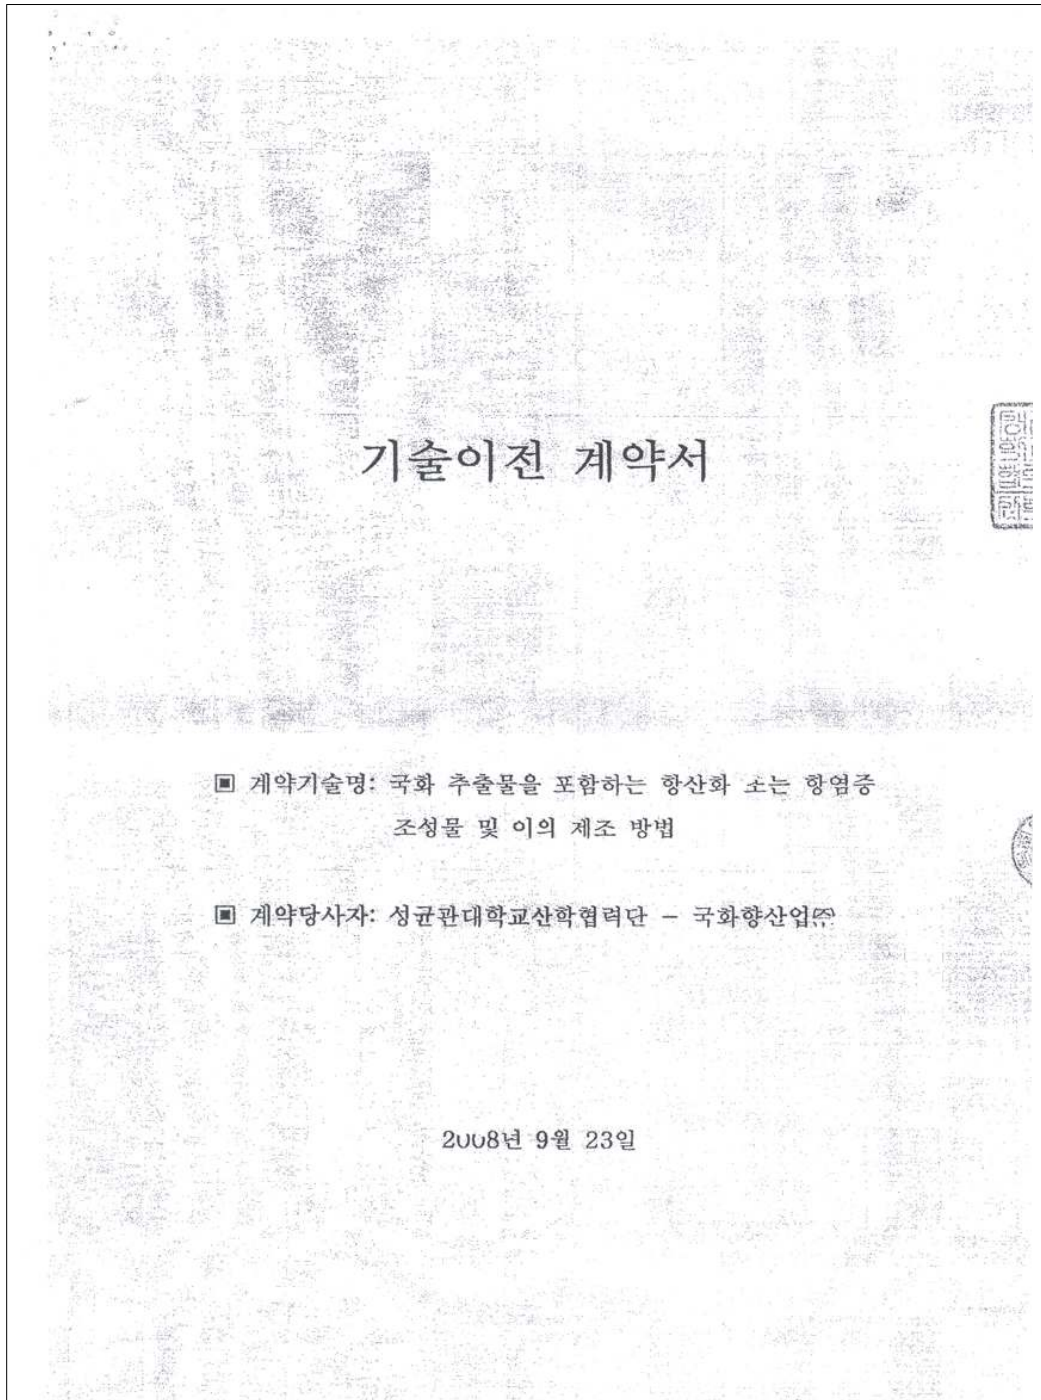 기술이전 계약서
▣ 계약기술명: 국화 추출물을 포함하는 항산화 또는 항염증
조성물 및 이의 제조 방법
▣ 계약당사자: 성균관대학교산학협력단 - 국화향산업㈜
2008년 9월 23일